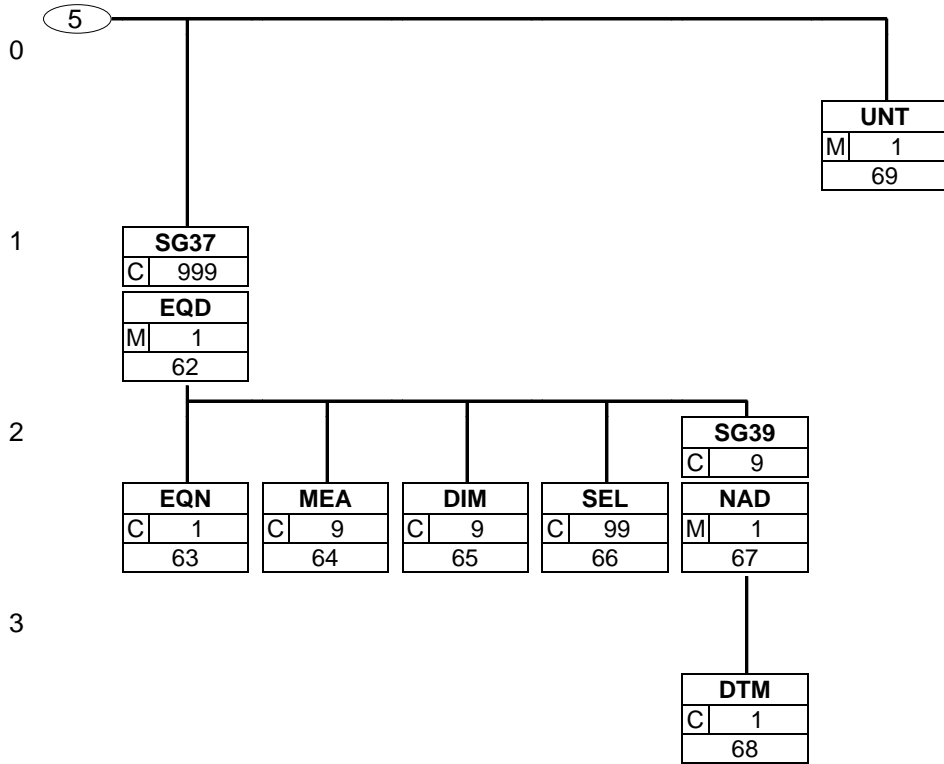 5
0
UNT
M 1
69
1
SG37
C 999
EQD
M 1
62
2
SG39
C 9
EQN MEA DIM SEL NAD
C 1 C 9 C 9 C 99 M 1
63 64 65 66 67
3
DTM
C 1
68